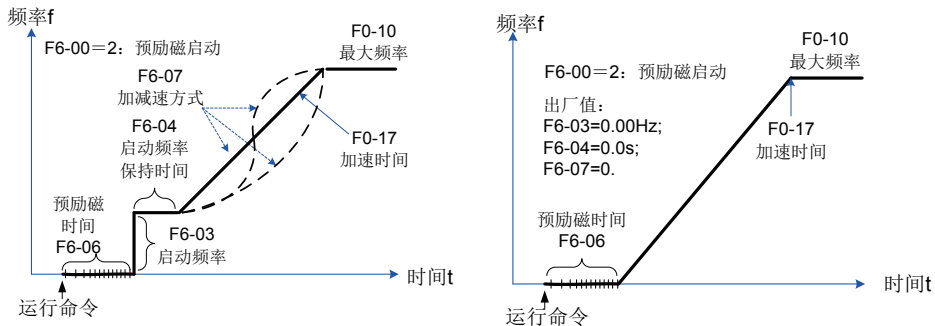 频率f
F6-00＝2：预励磁启动
F0-10
最大频率
F6-07
加减速方式
F6-04
启动频率
保持时间
F0-17
加速时间
预励磁
时间
F6-06
F6-03
启动频率
时间t
运行命令
频率f
F0-10
最大频率
F6-00＝2：预励磁启动
出厂值：
F6-03=0.00Hz;
F6-04=0.0s;
F6-07=0.
F0-17
加速时间
预励磁时间
F6-06
时间t
运行命令